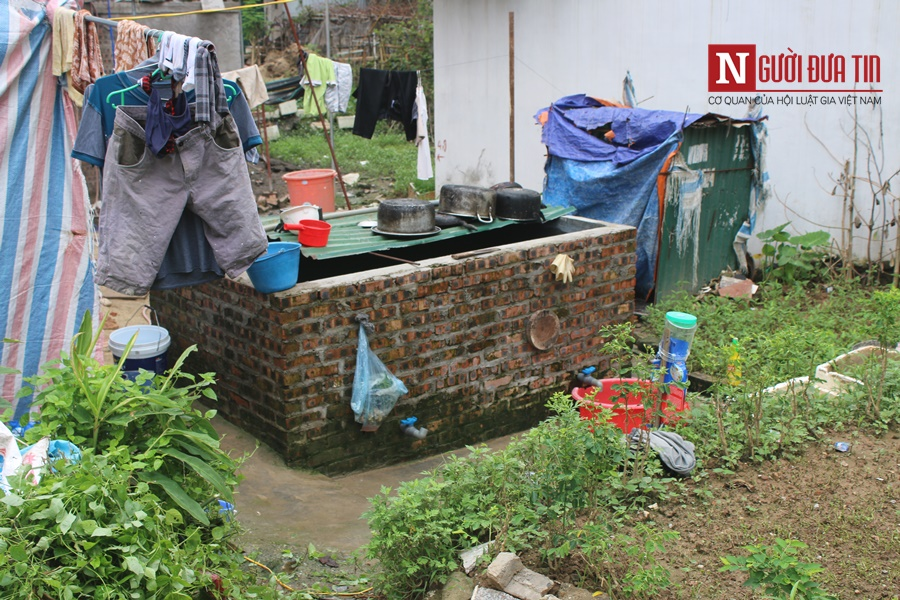 N NGƯỜI ĐƯA TIN
CƠ QUAN CỦA HỘI LUẬT GIA VIỆT NAM